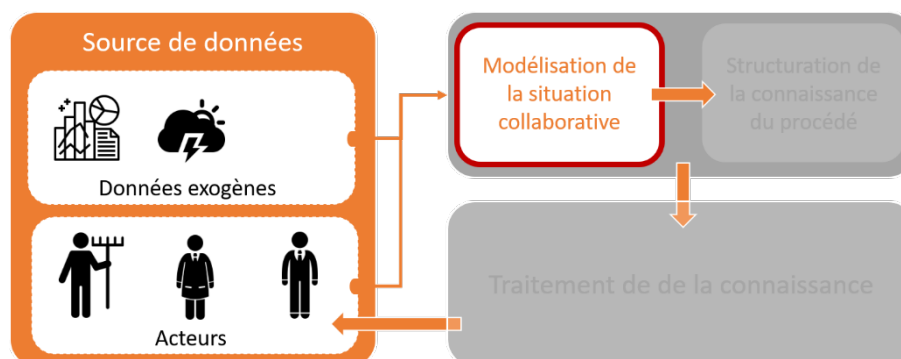 Source de données
Données exogènes
Acteurs
Modélisation de
la situation
collaborative
Structuration de
la connaissance
du procédé
Traitement de de la connaissance